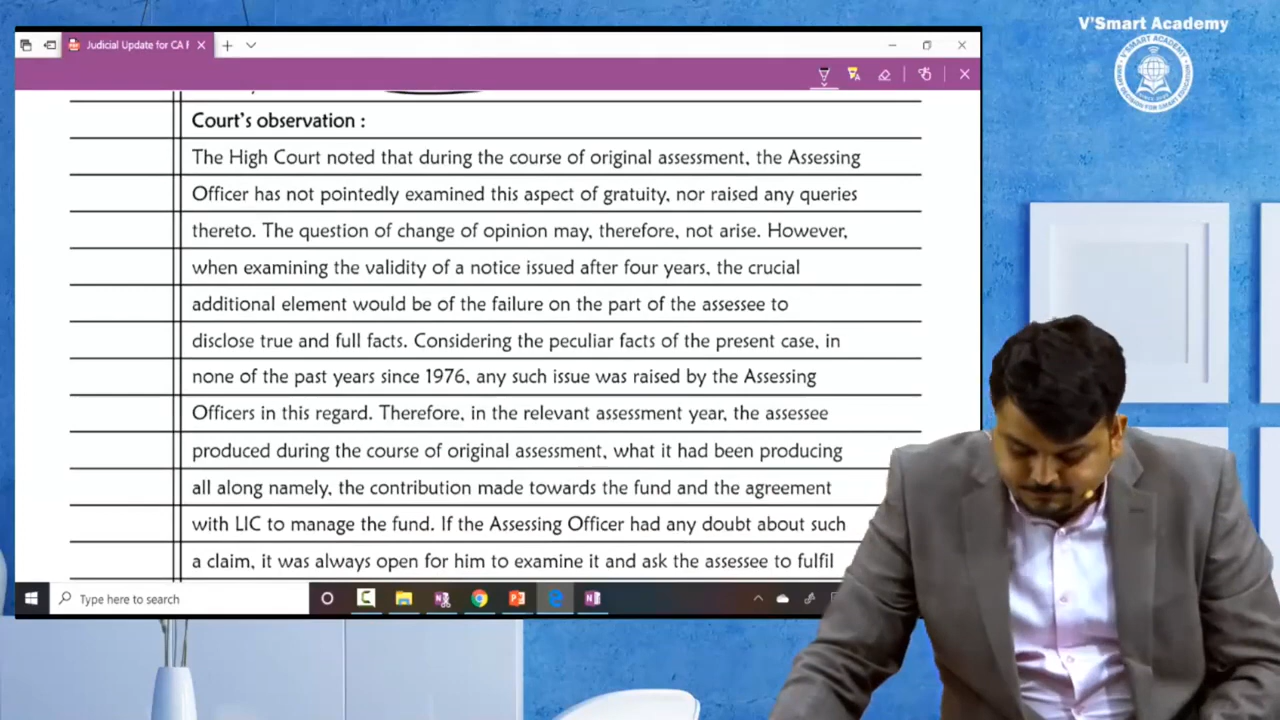 V'Smart Academy
Judicial Update for CA F
Court's observation :
The High Court noted that during the course of original assessment, the Assessing
Officer has not pointedly examined this aspect of gratuity, nor raised any queries
thereto. The question of change of opinion may, therefore, not arise. However,
when examining the validity of a notice issued after four years, the crucial
additional element would be of the failure on the part of the assessee to
disclose true and full facts. Considering the peculiar facts of the present case, in
none of the past years since 1976, any such issue was raised by the Assessing
Officers in this regard. Therefore, in the relevant assessment year, the assessee
produced during the course of original assessment, what it had been producing
all along namely, the contribution made towards the fund and the agreement
with LIC to manage the fund. If the Assessing Officer had any doubt about such
a claim, it was always open for him to examine it and ask the assessee to fulfil
Type here to search